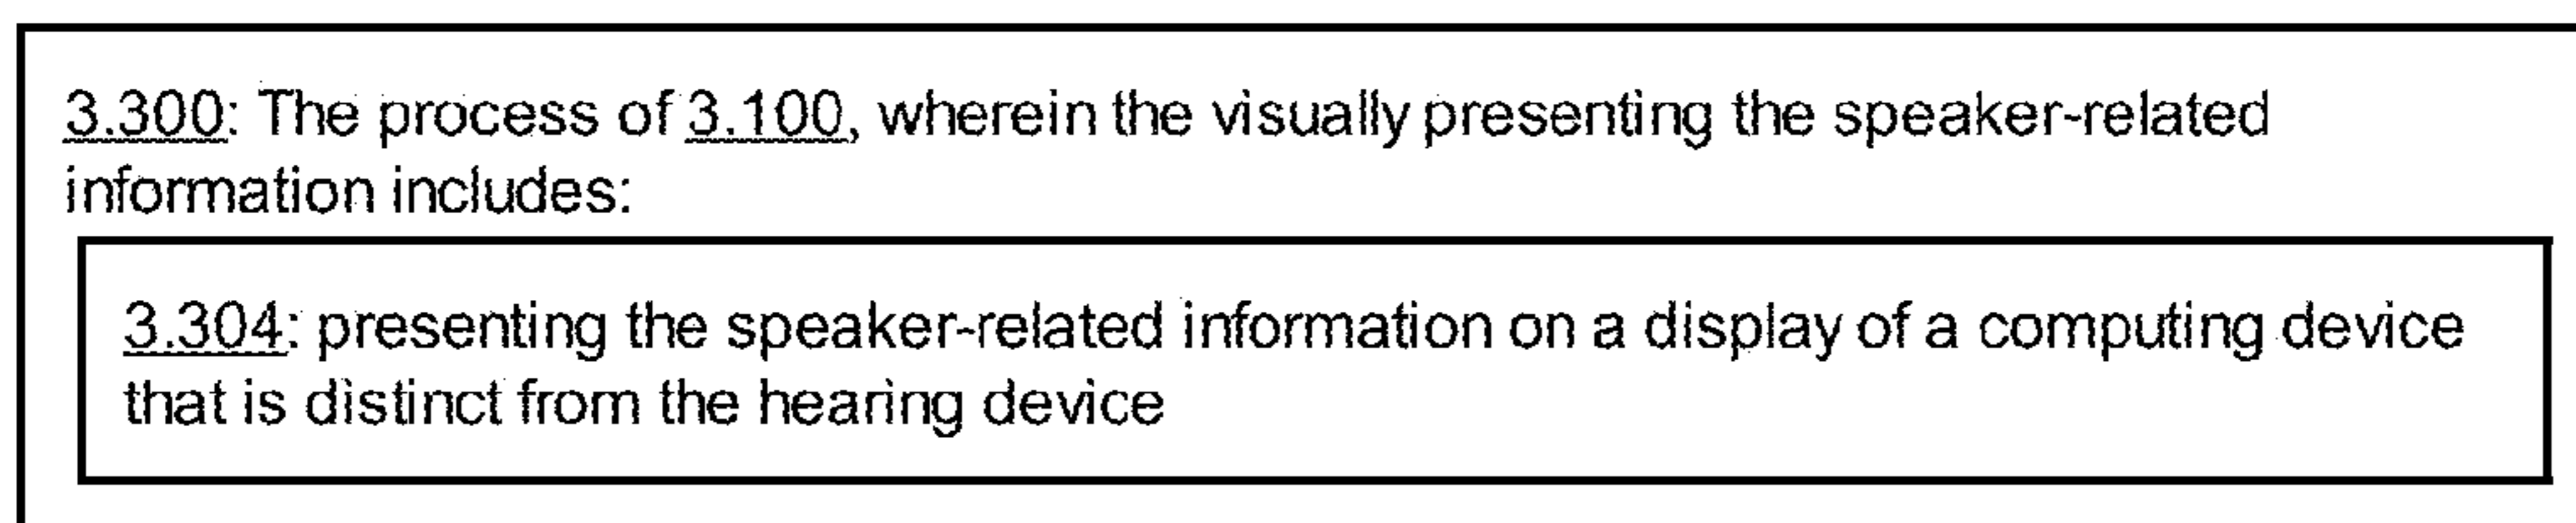 3.300: The process of 3.100, wherein the visually presenting the speaker-related
information includes:
3.304: presenting the speaker-related information on a display of a computing device
that is distinct from the hearing device